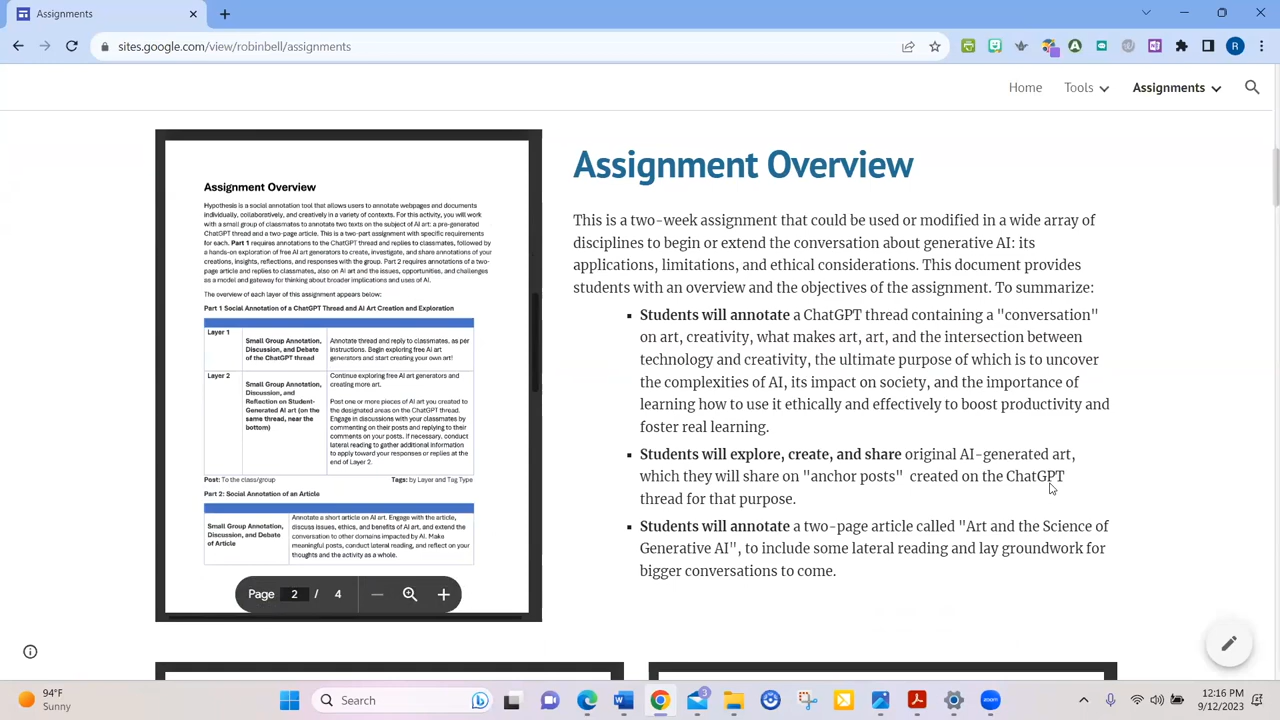 Assignments
sites.google.com/view/robinbell/assignments
R
Home
Tools
Assignments
Assignment Overview
Hypothesis is a social annotation tool that allows users to annotate webpages and documents
individually, collaboratively, and creatively in a variety of contexts. For this activity, you will work
with a small group of classmates to annotate two texts on the subject of AI art: a pre-generated
ChatGPT thread and a two-page article. This is a two-part assignment with specific requirements
for each. Part 1 requires annotations to the ChatGPT thread and replies to classmates, followed by
a hands-on exploration of free AI art generators to create, investigate, and share annotations of your
creations, insights, reflections, and responses with the group. Part 2 requires annotations of a two-
page article and replies to classmates, also on AI art and the issues, opportunities, and challenges
as a model and gateway for thinking about broader implications and uses of AI.
The overview of each layer of this assignment appears below:
Part 1 Social Annotation of a ChatGPT Thread and AI Art Creation and Exploration
Layer 1
Small Group Annotation,
Discussion, and Debate
of the ChatGPT thread
Annotate thread and reply to classmates, as per
instructions. Begin exploring free AI art
generators and start creating your own art!
Layer 2
Small Group Annotation,
Discussion, and
Reflection on Student-
Generated AI art (on the
same thread, near the
bottom)
Continue exploring free AI art generators and
creating more art.
Post one or more pieces of AI art you created to
the designated areas on the ChatGPT thread.
Engage in discussions with your classmates by
commenting on their posts and replying to their
comments on your posts. If necessary, conduct
lateral reading to gather additional information
to apply toward your responses or replies at the
end of Layer 2.
Post: To the class/group
Tags: by Layer and Tag Type
Part 2: Social Annotation of an Article
Small Group Annotation,
Discussion, and Debate
of Article
Annotate a short article on AI art. Engage with the article,
discuss issues, ethics, and benefits of AI art, and extend the
conversation to other domains impacted by AI. Make
meaningful posts, conduct lateral reading, and reflect on your
thoughts and the activity as a whole.
Page 2 / 4
Assignment Overview
This is a two-week assignment that could be used or modified in a wide array of
disciplines to begin or extend the conversation about generative AI: its
applications, limitations, and ethical considerations. This document provides
students with an overview and the objectives of the assignment. To summarize:
Students will annotate a ChatGPT thread containing a "conversation"
on art, creativity, what makes art, art, and the intersection between
technology and creativity, the ultimate purpose of which is to uncover
the complexities of AI, its impact on society, and the importance of
learning how to use it ethically and effectively to boost productivity and
foster real learning.
Students will explore, create, and share original AI-generated art,
which they will share on "anchor posts" created on the ChatGPT
thread for that purpose.
Students will annotate a two-page article called "Art and the Science of
Generative AI", to include some lateral reading and lay groundwork for
bigger conversations to come.
94°F
Sunny
Search
W
3
zoom
12:16 PM
9/12/2023